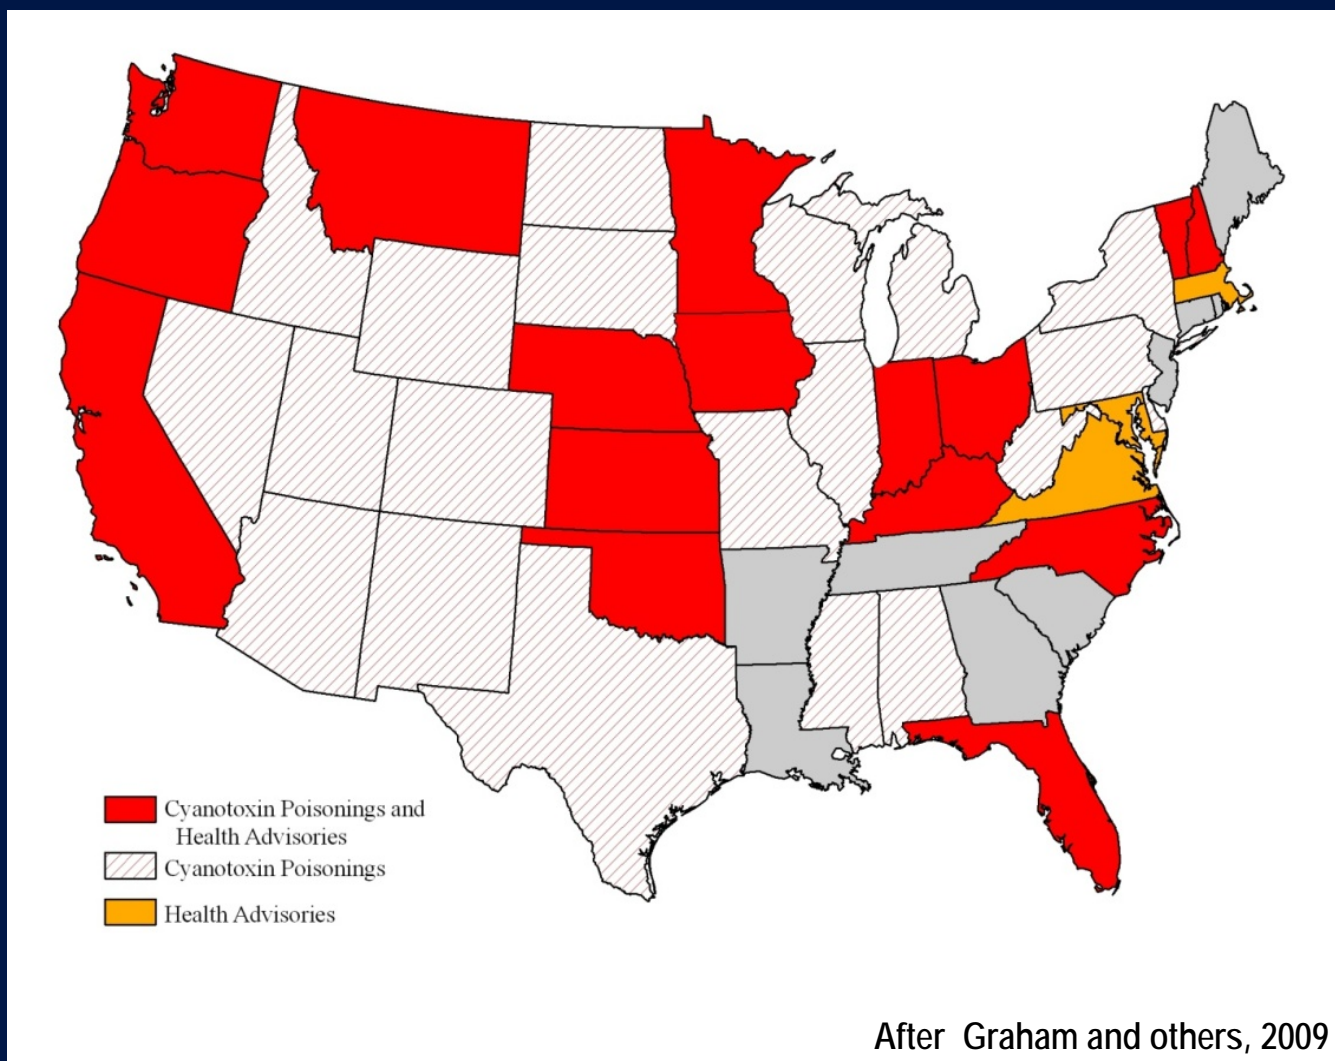 Cyanotoxin Poisonings and
Health Advisories
Cyanotoxin Poisonings
Health Advisories
After Graham and others, 2009